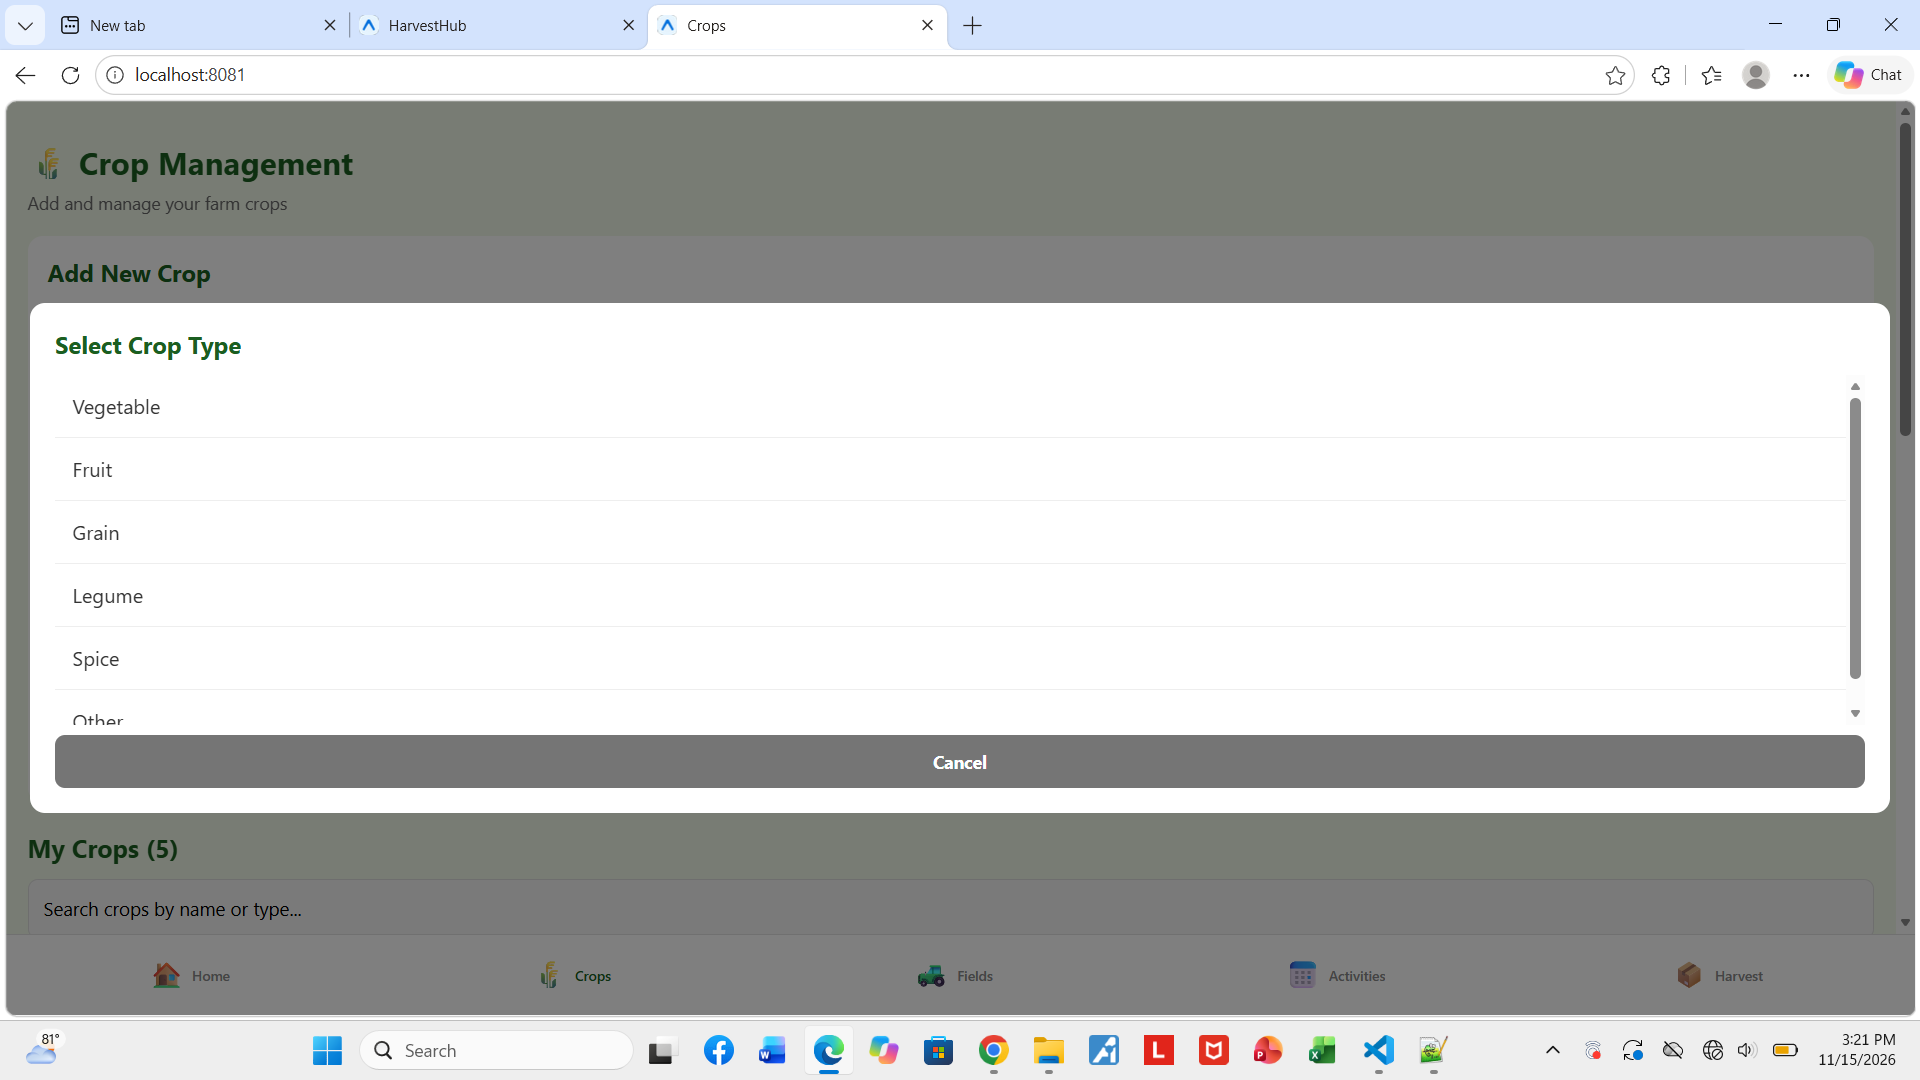 New tab
HarvestHub
Crops
localhost:8081
Chat
Crop Management
Add and manage your farm crops
Add New Crop
Select Crop Type
Vegetable
Fruit
Grain
Legume
Spice
Other
Cancel
My Crops (5)
Search crops by name or type...
Home
Crops
Fields
Activities
Harvest
81°
Search
3:21 PM
11/15/2026